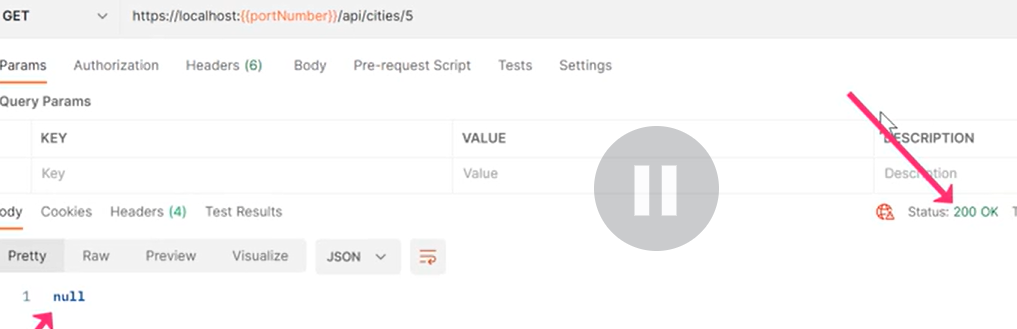 GET https://localhost:{{portNumber}}/api/cities/5
Params Authorization Headers (6) Body Pre-request Script Tests Settings
Query Params
KEY VALUE DESCRIPTION
Key Value Description
ody Cookies Headers (4) Test Results Status: 200 OK T
Pretty Raw Preview Visualize JSON
1 null